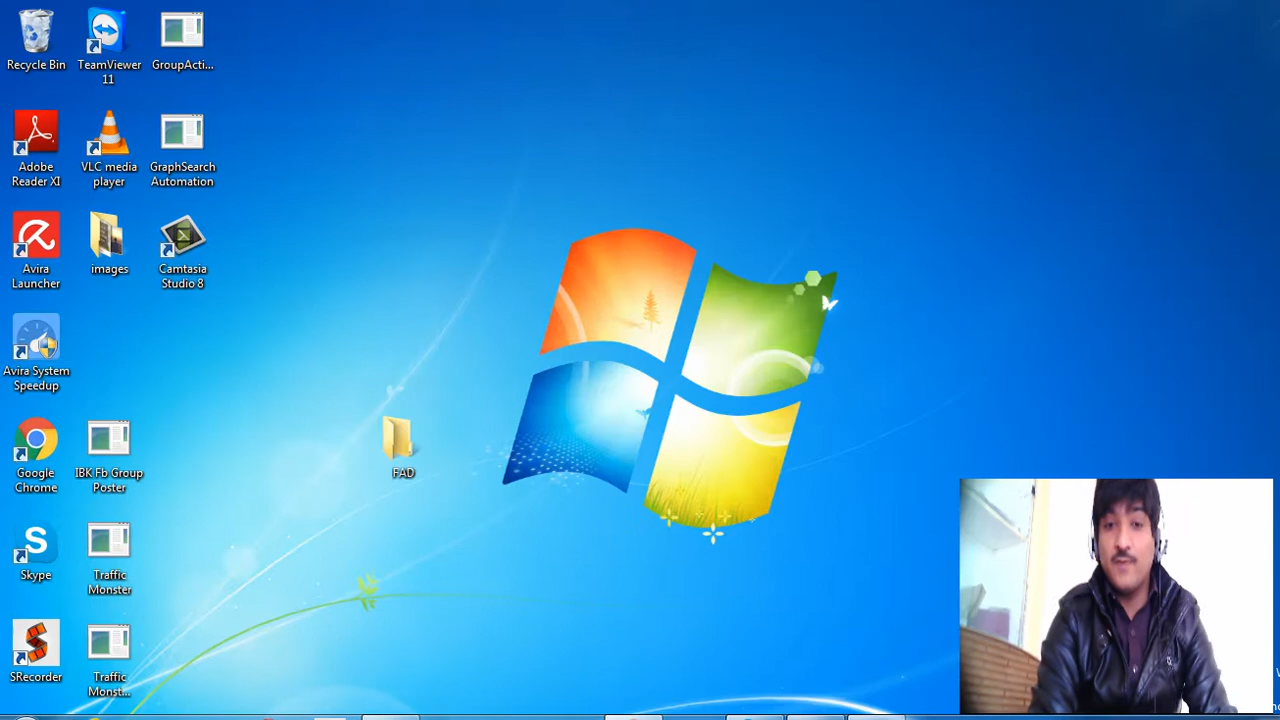 Recycle Bin
TeamViewer
11
GroupActi...
Adobe
Reader XI
VLC media
player
GraphSearch
Automation
Avira
Launcher
images
Camtasia
Studio 8
Avira System
Speedup
Google
Chrome
IBK Fb Group
Poster
FAD
Skype
Traffic
Monster
SRecorder
Traffic
Monst...